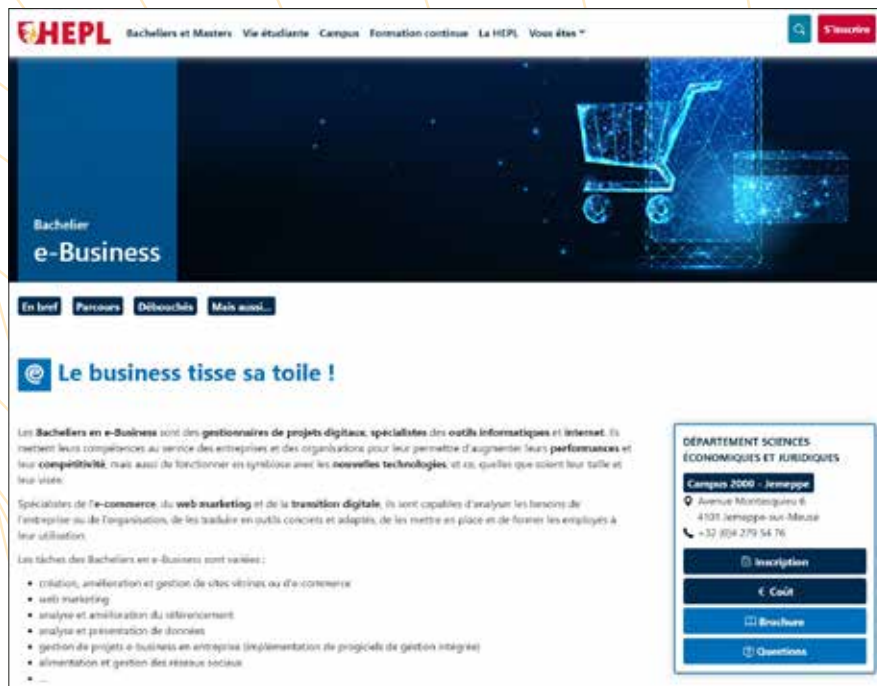 HEPL Bacheliers et Masters Vie étudiante Campus Formation continue La HEPL Vous êtes S'inscrire
Bachelier
e-Business
En bref Parcours Débouchés Mais aussi...
Le business tisse sa toile !
Les Bacheliers en e-Business sont des gestionnaires de projets digitaux, spécialistes des outils informatiques et internet. Ils
mettent leurs compétences au service des entreprises et des organisations pour leur permettre d'augmenter leurs performances et
leur compétitivité, mais aussi de fonctionner en symbiose avec les nouvelles technologies, et ce, quelles que soient leur taille et
leur visée.
Spécialistes de l'e-commerce, du web marketing et de la transition digitale, ils sont capables d'analyser les besoins de
l'entreprise ou de l'organisation, de les traduire en outils concrets et adaptés, de les mettre en place et de former les employés à
leur utilisation.
Les tâches des Bacheliers en e-Business sont variées :
• création, amélioration et gestion de sites vitrines ou d'e-commerce
• web marketing
• analyse et amélioration du référencement
• analyse et présentation de données
• gestion de projets e-business en entreprise (implémentation de progiciels de gestion intégrée)
• alimentation et gestion des réseaux sociaux
• ...
DÉPARTEMENT SCIENCES
ÉCONOMIQUES ET JURIDIQUES
Campus 2000 - Jemeppe
Avenue Montesquieu 6
4101 Jemeppe-sur-Meuse
+32 (0)4 279 54 76
Inscription
€ Coût
Brochure
Questions